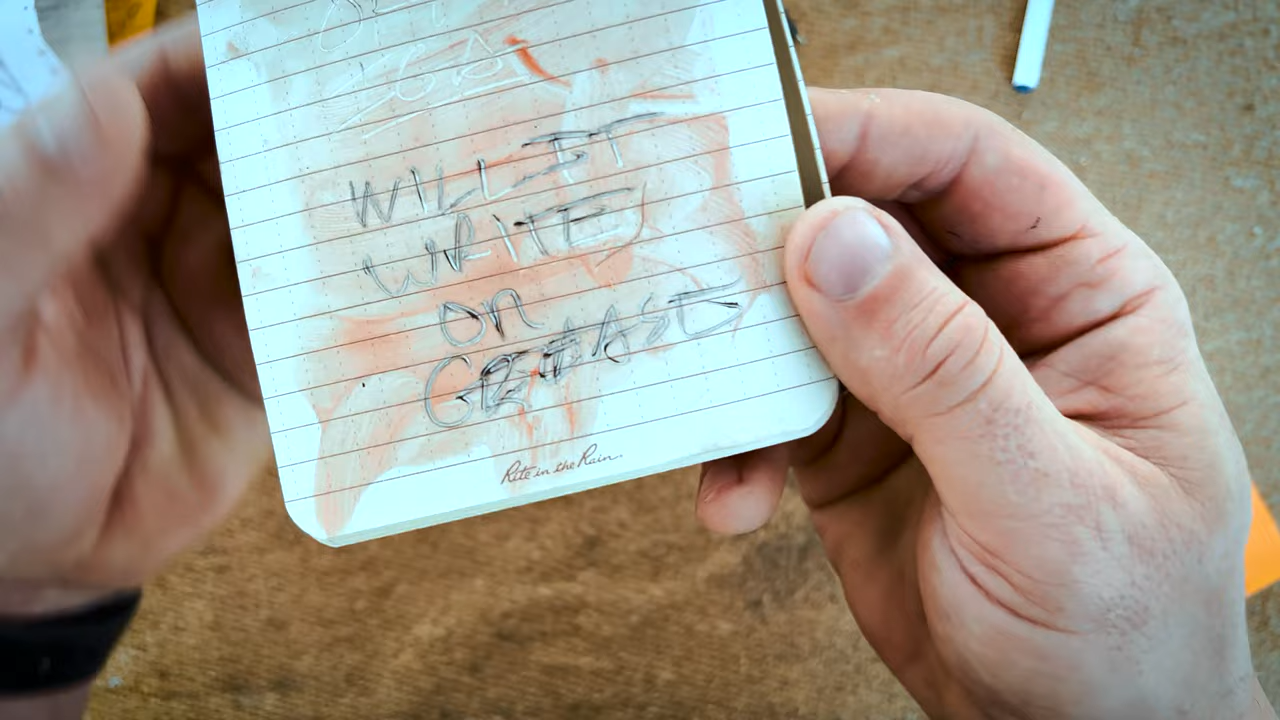 WILL IT
WRITE
ON
GREASE
Rite in the Rain